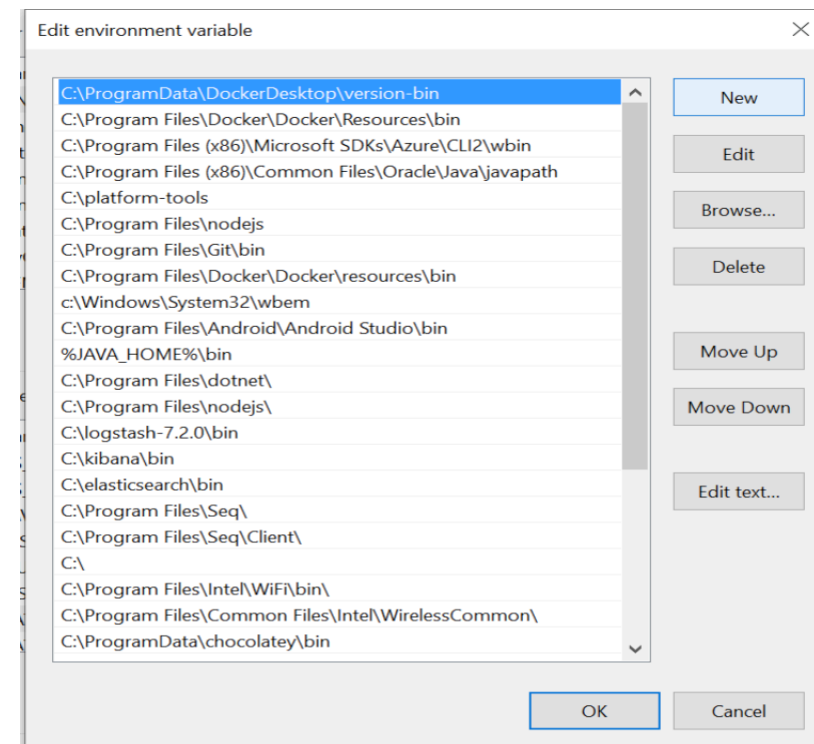 Edit environment variable
C:\ProgramData\DockerDesktop\version-bin
C:\Program Files\Docker\Docker\Resources\bin
C:\Program Files (x86)\Microsoft SDKs\Azure\CLI2\wbin
C:\Program Files (x86)\Common Files\Oracle\Java\javapath
C:\platform-tools
C:\Program Files\nodejs
C:\Program Files\Git\bin
C:\Program Files\Docker\Docker\resources\bin
c:\Windows\System32\wbem
C:\Program Files\Android\Android Studio\bin
%JAVA_HOME%\bin
C:\Program Files\dotnet\
C:\Program Files\nodejs\
C:\logstash-7.2.0\bin
C:\kibana\bin
C:\elasticsearch\bin
C:\Program Files\Seq\
C:\Program Files\Seq\Client\
C:\
C:\Program Files\Intel\WiFi\bin\
C:\Program Files\Common Files\Intel\WirelessCommon\
C:\ProgramData\chocolatey\bin
New
Edit
Browse...
Delete
Move Up
Move Down
Edit text...
OK
Cancel